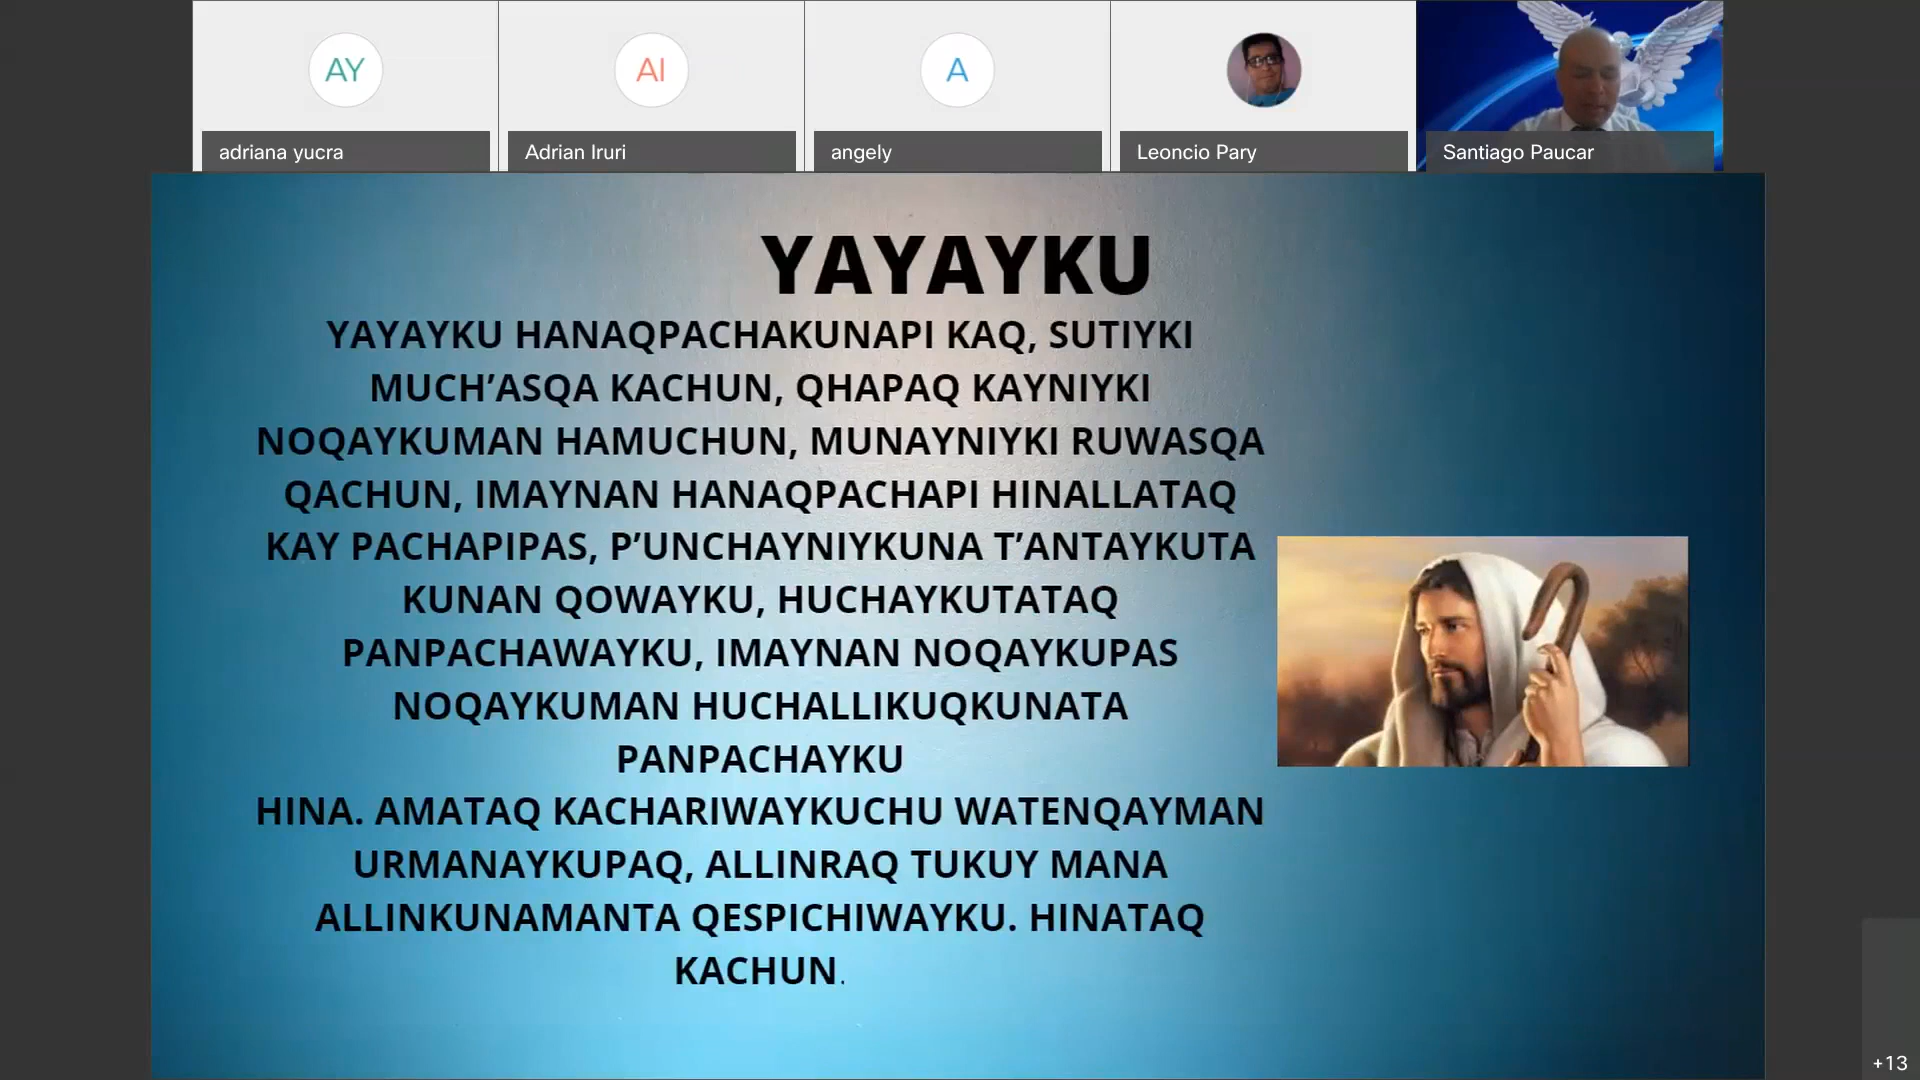 AY
AI
A
adriana yucra
Adrian Iruri
angely
Leoncio Pary
Santiago Paucar
YAYAYKU
YAYAYKU HANAQPACHAKUNAPI KAQ, SUTIYKI
MUCH’ASQA KACHUN, QHAPAQ KAYNIYKI
NOQAYKUMAN HAMUCHUN, MUNAYNIYKI RUWASQA
QACHUN, IMAYNAN HANAQPACHAPI HINALLATAQ
KAY PACHAPIPAS, P’UNCHAYNIYKUNA T’ANTAYKUTA
KUNAN QOWAYKU, HUCHAYKUTATAQ
PANPACHAWAYKU, IMAYNAN NOQAYKUPAS
NOQAYKUMAN HUCHALLIKUQKUNATA
PANPACHAYKU
HINA. AMATAQ KACHARIWAYKUCHU WATENQAYMAN
URMANAYKUPAQ, ALLINRAQ TUKUY MANA
ALLINKUNAMANTA QESPICHIWAYKU. HINATAQ
KACHUN.
+13